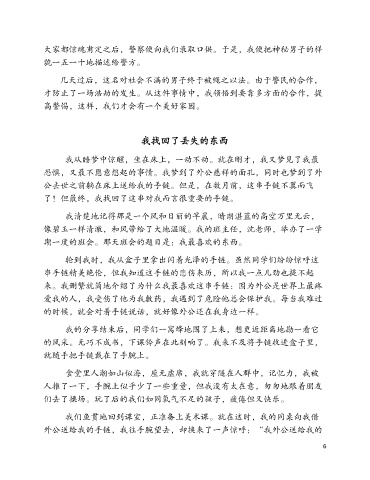 大家都惊魂甫定之后，警察便向我们录取口供。于是，我便把神秘男子的样
貌一五一十地描述给警方。
几天过后，这名对社会不满的男子终于被绳之以法。由于警民的合作，
才防止了一场浩劫的发生。从这件事情中，我领悟到要靠多方面的合作，提
高警惕，这样，我们才会有一个美好家园。
我找回了丢失的东西
我从睡梦中惊醒，坐在床上，一动不动。就在刚才，我又梦见了我最
恐惧，又最不愿意想起的事情。我梦到了外公慈祥的面孔，同时也梦到了外
公去世之前躺在床上送给我的手链。但是，在数月前，这串手链不翼而飞
了！但最终，我找回了这串对我而言很重要的手链。
我清楚地记得那是一个风和日丽的早晨，晴朗湛蓝的高空万里无云，
像碧玉一样清澈，和风带给了大地温暖。我的班主任，沈老师，举办了一学
期一度的班会。那天班会的题目是：我最喜欢的东西。
轮到我时，我从盒子里拿出闪着光泽的手链。虽然同学们纷纷惊呼这
串手链精美绝伦，但我知道这手链的悲伤来历，所以我一点儿劲也提不起
来。我删繁就简地介绍了为什么我最喜欢这串手链：因为外公是世界上最疼
爱我的人，我受伤了他为我敷药，我遇到了危险他总会保护我。每当我难过
的时候，就会对着手链说话，就好像外公还在我身边一样。
我的分享结束后，同学们一窝蜂地围了上来，想更近距离地勘一看它
的风采。无巧不成书，下课铃声在此刻响了。我来不及将手链放进盒子里，
就随手把手链戴在了手腕上。
食堂里人潮如山似海，座无虚席，我就穿随在人群中，记忆力，我被
人推了一下，手腕上似乎少了一些重量，但我没有太在意，匆匆地跟着朋友
们去了操场。玩了后的我们如同氧气不足的孩子，疲倦但又快乐。
我们鱼贯地回到课室，正准备上美术课。就在这时，我的同桌向我借
外公送给我的手链，我往手腕望去，却换来了一声惊呼：“我外公送给我的
6